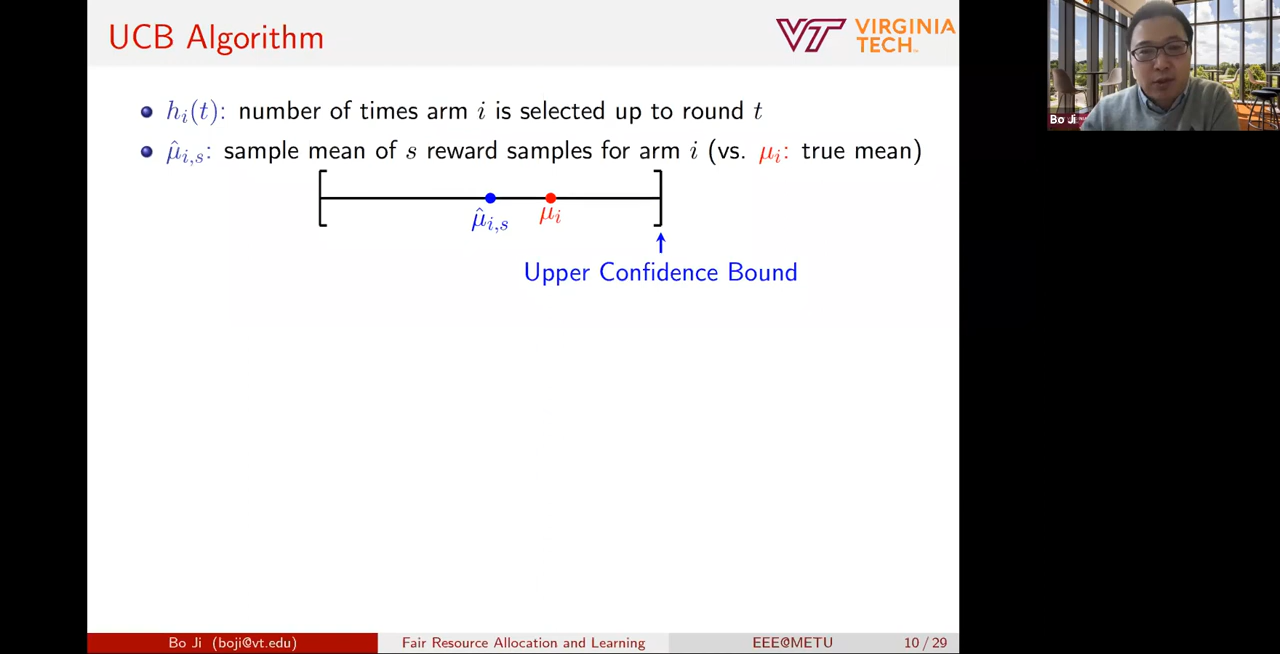 UCB Algorithm
VT VIRGINIA TECH
Bo Ji
h_i(t): number of times arm i is selected up to round t
μ̂_{i,s}: sample mean of s reward samples for arm i (vs. μ_i: true mean)
μ̂_{i,s} μ_i
Upper Confidence Bound
Bo Ji (boji@vt.edu) Fair Resource Allocation and Learning EEE@METU 10 / 29